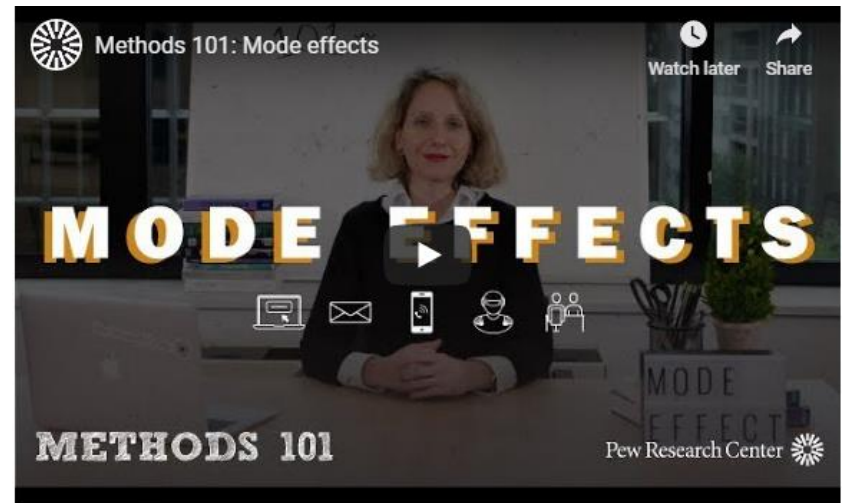 Methods 101: Mode effects
Watch later
Share
MODE EFFECTS
MODE
EFFECT
METHODS 101
Pew Research Center